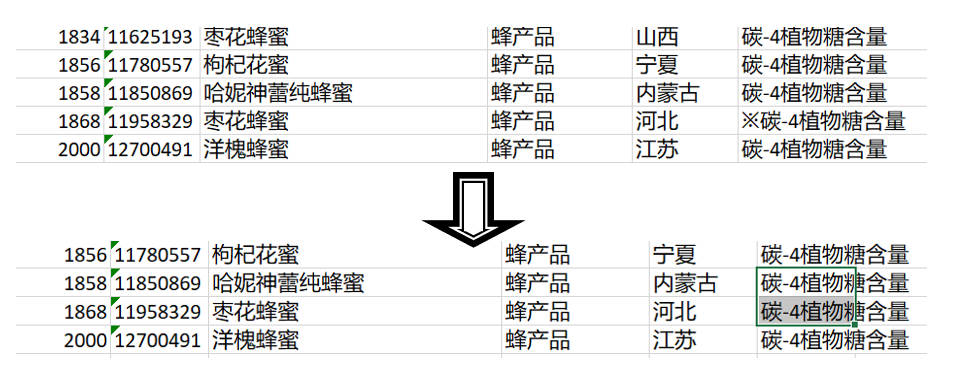 1834 11625193 枣花蜂蜜 蜂产品 山西 碳-4植物糖含量
1856 11780557 枸杞花蜜 蜂产品 宁夏 碳-4植物糖含量
1858 11850869 哈妮神蕾纯蜂蜜 蜂产品 内蒙古 碳-4植物糖含量
1868 11958329 枣花蜂蜜 蜂产品 河北 ※碳-4植物糖含量
2000 12700491 洋槐蜂蜜 蜂产品 江苏 碳-4植物糖含量
1856 11780557 枸杞花蜜 蜂产品 宁夏 碳-4植物糖含量
1858 11850869 哈妮神蕾纯蜂蜜 蜂产品 内蒙古 碳-4植物糖含量
1868 11958329 枣花蜂蜜 蜂产品 河北 碳-4植物糖含量
2000 12700491 洋槐蜂蜜 蜂产品 江苏 碳-4植物糖含量